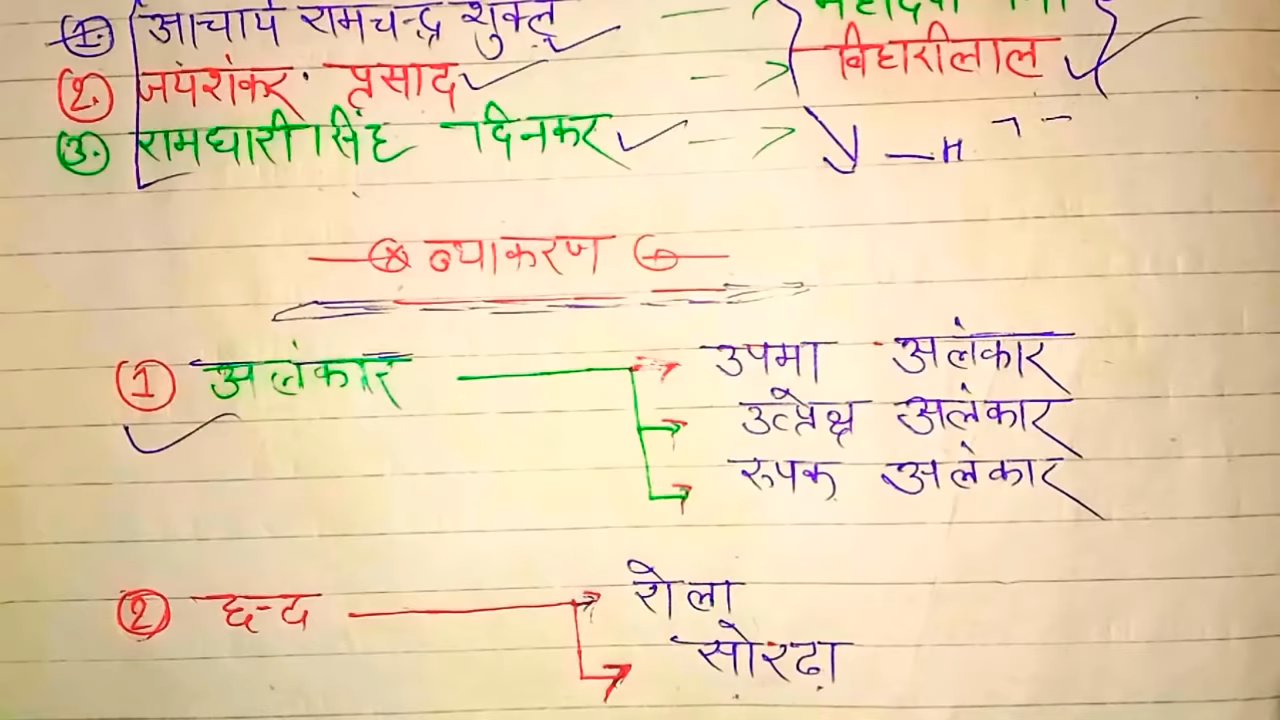 1. आचार्य रामचन्द्र शुक्ल
2. जयशंकर प्रसाद
बिहारीलाल
3. रामधारी सिंह दिनकर
व्याकरण
1 अलंकार
उपमा अलंकार
उत्प्रेक्ष अलंकार
रुपक अलंकार
2 छन्द
रोला
सोरठा